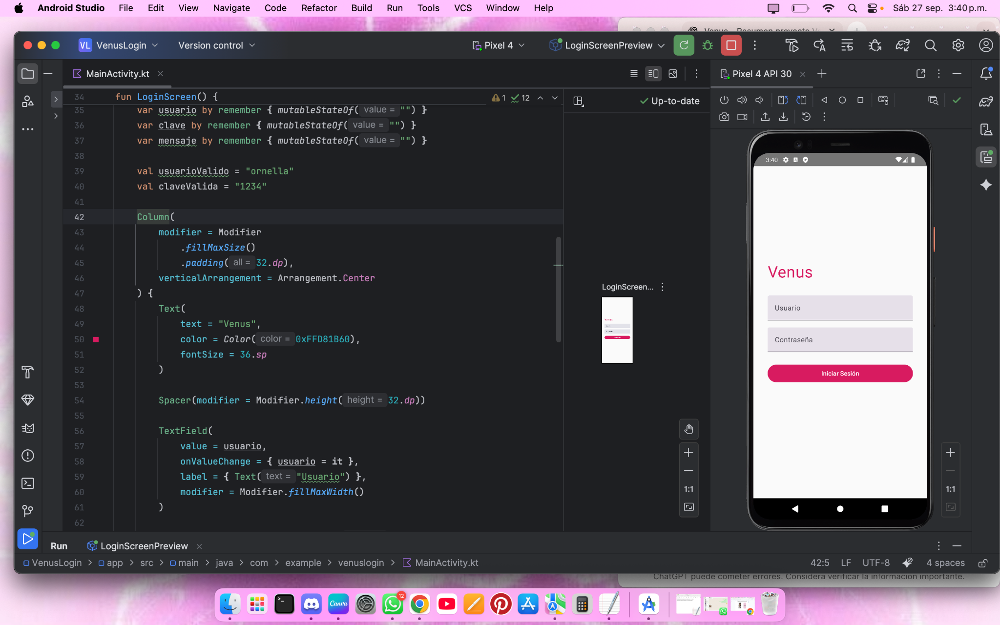 Android Studio File Edit View Navigate Code Refactor Build Run Tools VCS Window Help Sáb 27 sep. 3:40 p.m.
VL VenusLogin Version control Pixel 4 LoginScreenPreview
MainActivity.kt Pixel 4 API 30
Up-to-date
34 fun LoginScreen() { 1 12
35 var usuario by remember { mutableStateOf( value = "") }
36 var clave by remember { mutableStateOf( value = "") }
37 var mensaje by remember { mutableStateOf( value = "") }
38
39 val usuarioValido = "ornella"
40 val claveValida = "1234"
41
42 Column(
43 modifier = Modifier
44 .fillMaxSize()
45 .padding( all = 32.dp),
46 verticalArrangement = Arrangement.Center
47 ) {
48 Text(
49 text = "Venus",
50 color = Color( color = 0xFFD81B60),
51 fontSize = 36.sp
52 )
53
54 Spacer(modifier = Modifier.height( height = 32.dp))
55
56 TextField(
57 value = usuario,
58 onValueChange = { usuario = it },
59 label = { Text( text = "Usuario") },
60 modifier = Modifier.fillMaxWidth()
61 )
62
LoginScreen...
1:1
3:40
Venus
Usuario
Contraseña
Iniciar Sesión
1:1
Run LoginScreenPreview
VenusLogin > app > src > main > java > com > example > venuslogin > MainActivity.kt 42:5 LF UTF-8 4 spaces
ChatGPT puede cometer errores. Considera verificar la información importante.
Canva
12